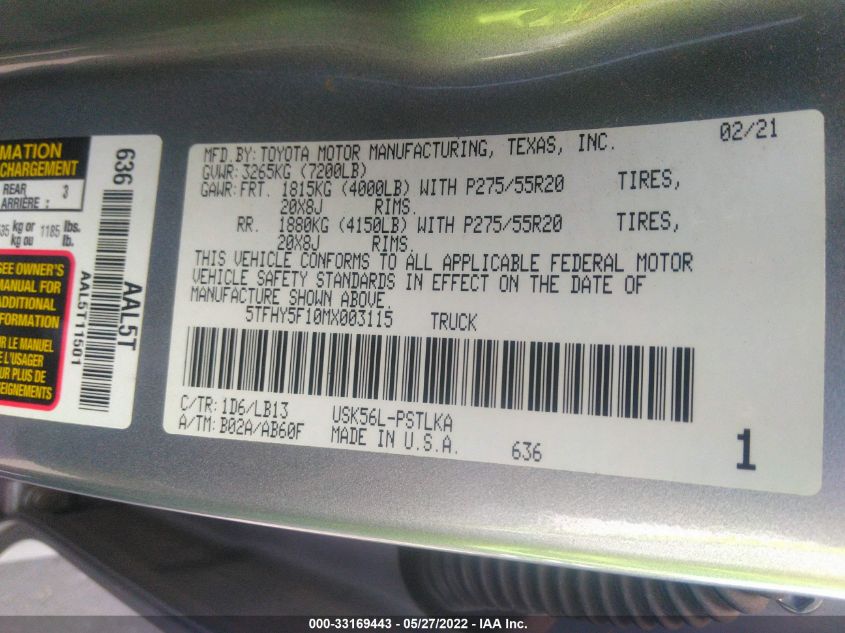 MATION
CHARGEMENT
REAR 3
ARRIÈRE :
535 kg or 1185 lbs.
kg ou lb.
SEE OWNER'S
MANUAL FOR
ADDITIONAL
FORMATION
LE MANUEL
L'USAGER
PLUS DE
636
AAL5T
AAL5T11501
02/21
MFD.BY:TOYOTA MOTOR MANUFACTURING, TEXAS, INC.
GVWR:3265KG (7200LB)
GAWR:FRT. 1815KG (4000LB) WITH P275/55R20 TIRES,
20X8J RIMS.
RR. 1880KG (4150LB) WITH P275/55R20 TIRES,
20X8J RIMS.
THIS VEHICLE CONFORMS TO ALL APPLICABLE FEDERAL MOTOR
VEHICLE SAFETY STANDARDS IN EFFECT ON THE DATE OF
MANUFACTURE SHOWN ABOVE.
5TFHY5F10MX003115 TRUCK
C/TR:1D6/LB13 USK56L-PSTLKA
A/TM:B02A/AB60F MADE IN U.S.A. 636
1
000-33169443 - 05/27/2022 - IAA Inc.